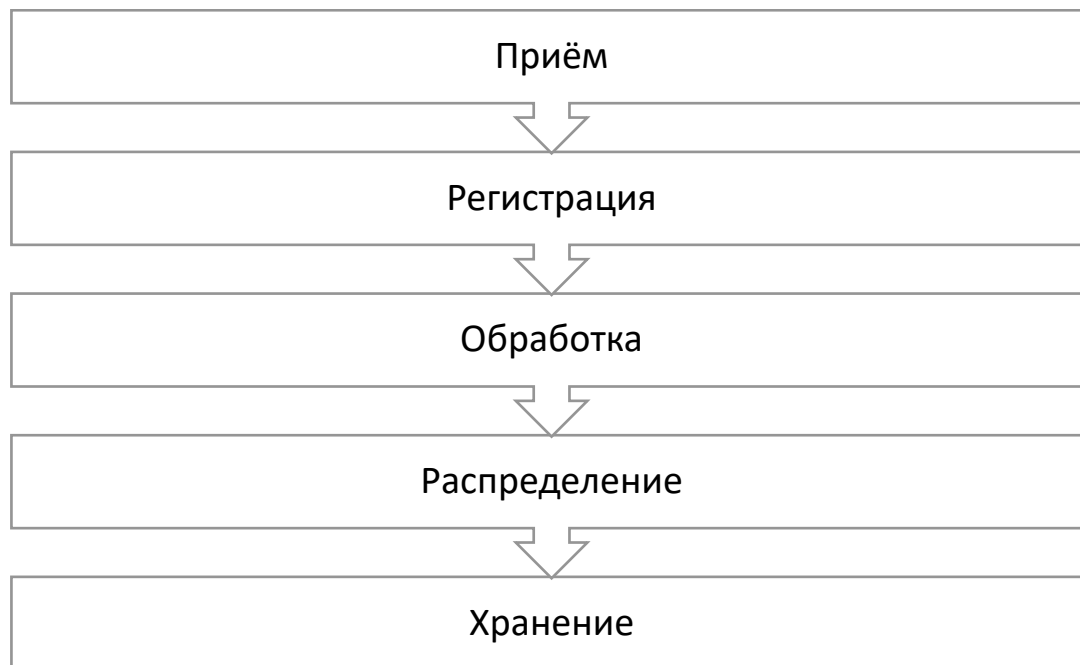 Приём
Регистрация
Обработка
Распределение
Хранение